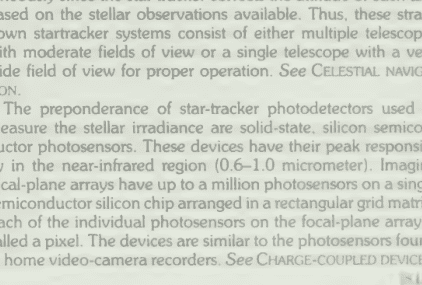 based on the stellar observations available. Thus, these stra
own startracker systems consist of either multiple telescop
ith moderate fields of view or a single telescope with a ve
ide field of view for proper operation. See CELESTIAL NAVIG
ON.
The preponderance of star-tracker photodetectors used
easure the stellar irradiance are solid-state, silicon semico
uctor photosensors. These devices have their peak responsi
y in the near-infrared region (0.6–1.0 micrometer). Imagin
cal-plane arrays have up to a million photosensors on a sing
emiconductor silicon chip arranged in a rectangular grid matri
ach of the individual photosensors on the focal-plane array
alled a pixel. The devices are similar to the photosensors four
home video-camera recorders. See CHARGE-COUPLED DEVICE